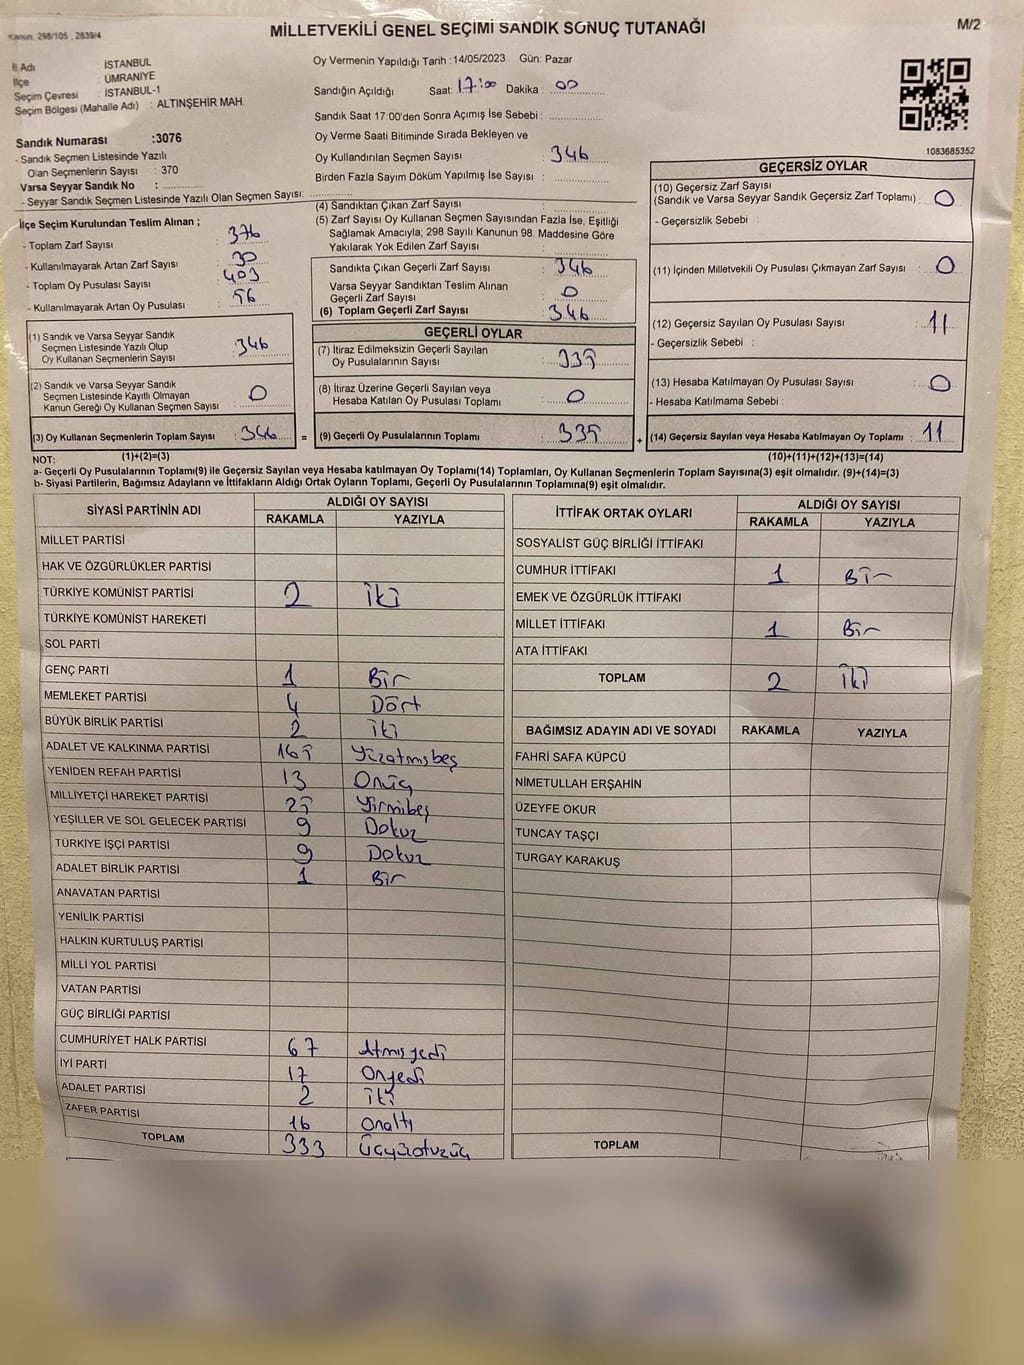 Kanun, 298/105 , 2839/4
MİLLETVEKİLİ GENEL SEÇİMİ SANDIK SONUÇ TUTANAĞI
M/2
İl Adı : İSTANBUL
İlçe : ÜMRANİYE
Seçim Çevresi : İSTANBUL-1
Seçim Bölgesi (Mahalle Adı) : ALTINŞEHİR MAH.
Oy Vermenin Yapıldığı Tarih :14/05/2023 Gün: Pazar
Sandığın Açıldığı Saat: 17:00 Dakika : 00
Sandık Saat 17:00'den Sonra Açımış İse Sebebi :
Oy Verme Saati Bitiminde Sırada Bekleyen ve
Oy Kullandırılan Seçmen Sayısı : 346
Birden Fazla Sayım Döküm Yapılmış İse Sayısı :
1083685352
Sandık Numarası :3076
- Sandık Seçmen Listesinde Yazılı
Olan Seçmenlerin Sayısı : 370
Varsa Seyyar Sandık No :
- Seyyar Sandık Seçmen Listesinde Yazılı Olan Seçmen Sayısı:
İlçe Seçim Kurulundan Teslim Alınan ;
- Toplam Zarf Sayısı : 376
- Kullanılmayarak Artan Zarf Sayısı : 30
- Toplam Oy Pusulası Sayısı : 403
- Kullanılmayarak Artan Oy Pusulası : 56
(1) Sandık ve Varsa Seyyar Sandık
Seçmen Listesinde Yazılı Olup
Oy Kullanan Seçmenlerin Sayısı : 346
(2) Sandık ve Varsa Seyyar Sandık
Seçmen Listesinde Kayıtlı Olmayan
Kanun Gereği Oy Kullanan Seçmen Sayısı : 0
(3) Oy Kullanan Seçmenlerin Toplam Sayısı : 346
(4) Sandıktan Çıkan Zarf Sayısı :
(5) Zarf Sayısı Oy Kullanan Seçmen Sayısından Fazla İse, Eşitliği
Sağlamak Amacıyla; 298 Sayılı Kanunun 98. Maddesine Göre
Yakılarak Yok Edilen Zarf Sayısı :
Sandıkta Çıkan Geçerli Zarf Sayısı : 346
Varsa Seyyar Sandıktan Teslim Alınan
Geçerli Zarf Sayısı : 0
(6) Toplam Geçerli Zarf Sayısı : 346
GEÇERLİ OYLAR
(7) İtiraz Edilmeksizin Geçerli Sayılan
Oy Pusulalarının Sayısı : 335
(8) İtiraz Üzerine Geçerli Sayılan veya
Hesaba Katılan Oy Pusulası Toplamı : 0
= (9) Geçerli Oy Pusulalarının Toplamı : 335
GEÇERSİZ OYLAR
(10) Geçersiz Zarf Sayısı
(Sandık ve Varsa Seyyar Sandık Geçersiz Zarf Toplamı) : 0
- Geçersizlik Sebebi :
(11) İçinden Milletvekili Oy Pusulası Çıkmayan Zarf Sayısı : 0
(12) Geçersiz Sayılan Oy Pusulası Sayısı : 11
- Geçersizlik Sebebi :
(13) Hesaba Katılmayan Oy Pusulası Sayısı : 0
- Hesaba Katılmama Sebebi :
+ (14) Geçersiz Sayılan veya Hesaba Katılmayan Oy Toplamı : 11
NOT: (1)+(2)=(3)
(10)+(11)+(12)+(13)=(14)
a- Geçerli Oy Pusulalarının Toplamı(9) ile Geçersiz Sayılan veya Hesaba katılmayan Oy Toplamı(14) Toplamları, Oy Kullanan Seçmenlerin Toplam Sayısına(3) eşit olmalıdır. (9)+(14)=(3)
b- Siyasi Partilerin, Bağımsız Adayların ve İttifakların Aldığı Ortak Oyların Toplamı, Geçerli Oy Pusulalarının Toplamına(9) eşit olmalıdır.
SİYASİ PARTİNİN ADI
ALDIĞI OY SAYISI
RAKAMLA YAZIYLA
MİLLET PARTİSİ
HAK VE ÖZGÜRLÜKLER PARTİSİ
TÜRKİYE KOMÜNİST PARTİSİ 2 İki
TÜRKİYE KOMÜNİST HAREKETİ
SOL PARTİ
GENÇ PARTİ 1 Bir
MEMLEKET PARTİSİ 4 Dört
BÜYÜK BİRLİK PARTİSİ 2 iki
ADALET VE KALKINMA PARTİSİ 165 Yüzatmışbeş
YENİDEN REFAH PARTİSİ 13 Onüç
MİLLİYETÇİ HAREKET PARTİSİ 25 Yirmibeş
YEŞİLLER VE SOL GELECEK PARTİSİ 9 Dokuz
TÜRKİYE İŞÇİ PARTİSİ 9 Dokuz
ADALET BİRLİK PARTİSİ 1 Bir
ANAVATAN PARTİSİ
YENİLİK PARTİSİ
HALKIN KURTULUŞ PARTİSİ
MİLLİ YOL PARTİSİ
VATAN PARTİSİ
GÜÇ BİRLİĞİ PARTİSİ
CUMHURİYET HALK PARTİSİ 67 Atmışyedi
İYİ PARTİ 17 Onyedi
ADALET PARTİSİ 2 iki
ZAFER PARTİSİ 16 Onaltı
TOPLAM 333 Üçyüzotuzüç
İTTİFAK ORTAK OYLARI
ALDIĞI OY SAYISI
RAKAMLA YAZIYLA
SOSYALİST GÜÇ BİRLİĞİ İTTİFAKI
CUMHUR İTTİFAKI 1 Bir
EMEK VE ÖZGÜRLÜK İTTİFAKI
MİLLET İTTİFAKI 1 Bir
ATA İTTİFAKI
TOPLAM 2 İki
BAĞIMSIZ ADAYIN ADI VE SOYADI RAKAMLA YAZIYLA
FAHRİ SAFA KÜPCÜ
NİMETULLAH ERŞAHİN
ÜZEYFE OKUR
TUNCAY TAŞÇI
TURGAY KARAKUŞ
TOPLAM